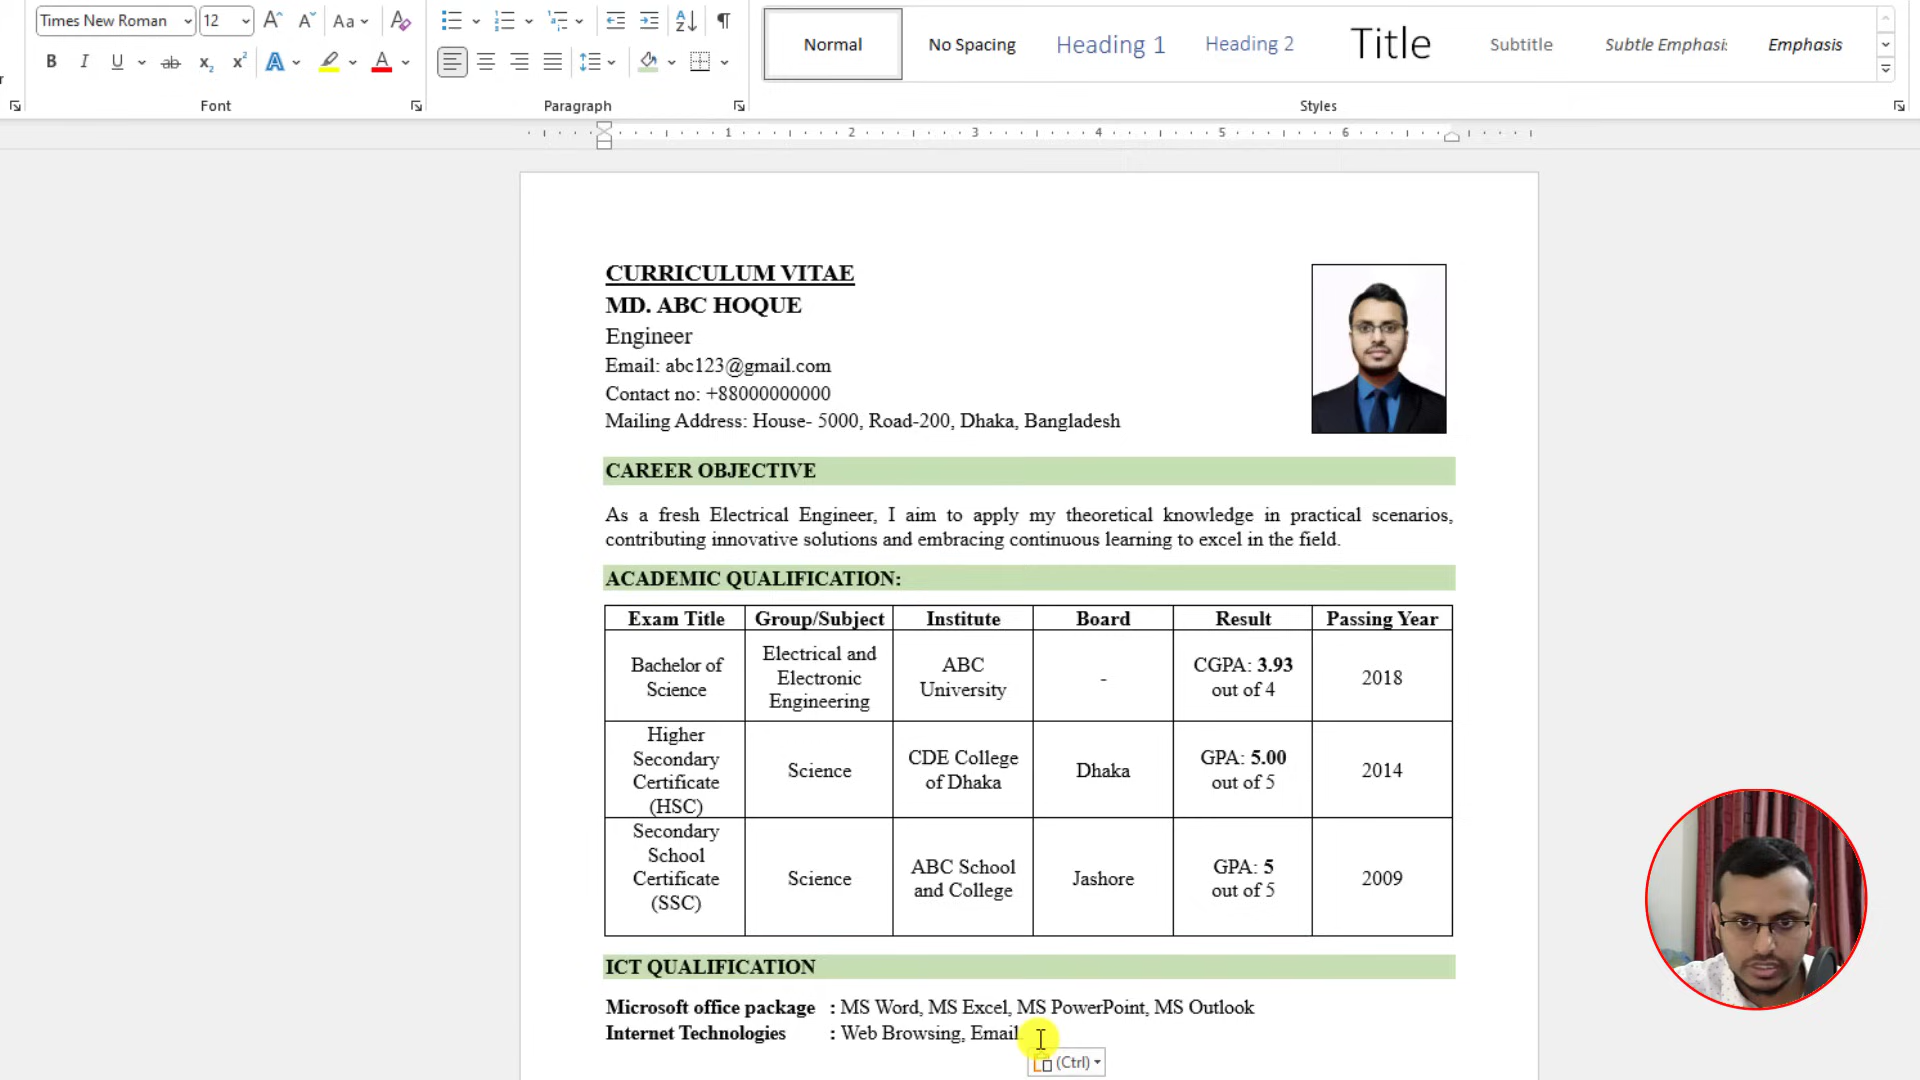 Times New Roman 12 Aa
Normal No Spacing Heading 1 Heading 2 Title Subtitle Subtle Emphasis Emphasis
Font Paragraph Styles
1 2 3 4 5 6
CURRICULUM VITAE
MD. ABC HOQUE
Engineer
Email: abc123@gmail.com
Contact no: +88000000000
Mailing Address: House- 5000, Road-200, Dhaka, Bangladesh
CAREER OBJECTIVE
As a fresh Electrical Engineer, I aim to apply my theoretical knowledge in practical scenarios,
contributing innovative solutions and embracing continuous learning to excel in the field.
ACADEMIC QUALIFICATION:
Exam Title Group/Subject Institute Board Result Passing Year
Bachelor of Science Electrical and Electronic Engineering ABC University - CGPA: 3.93 out of 4 2018
Higher Secondary Certificate (HSC) Science CDE College of Dhaka Dhaka GPA: 5.00 out of 5 2014
Secondary School Certificate (SSC) Science ABC School and College Jashore GPA: 5 out of 5 2009
ICT QUALIFICATION
Microsoft office package : MS Word, MS Excel, MS PowerPoint, MS Outlook
Internet Technologies : Web Browsing, Email.
(Ctrl)